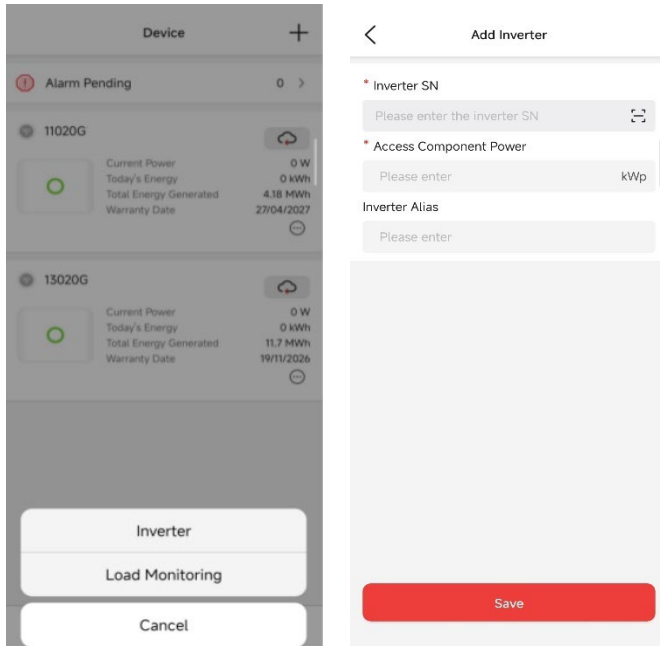 Device
+
Alarm Pending 0 >
11020G
Current Power 0 W
Today's Energy 0 kWh
Total Energy Generated 4.18 MWh
Warranty Date 27/04/2027
13020G
Current Power 0 W
Today's Energy 0 kWh
Total Energy Generated 11.7 MWh
Warranty Date 19/11/2026
Inverter
Load Monitoring
Cancel
Add Inverter
* Inverter SN
Please enter the inverter SN
* Access Component Power
Please enter kWp
Inverter Alias
Please enter
Save